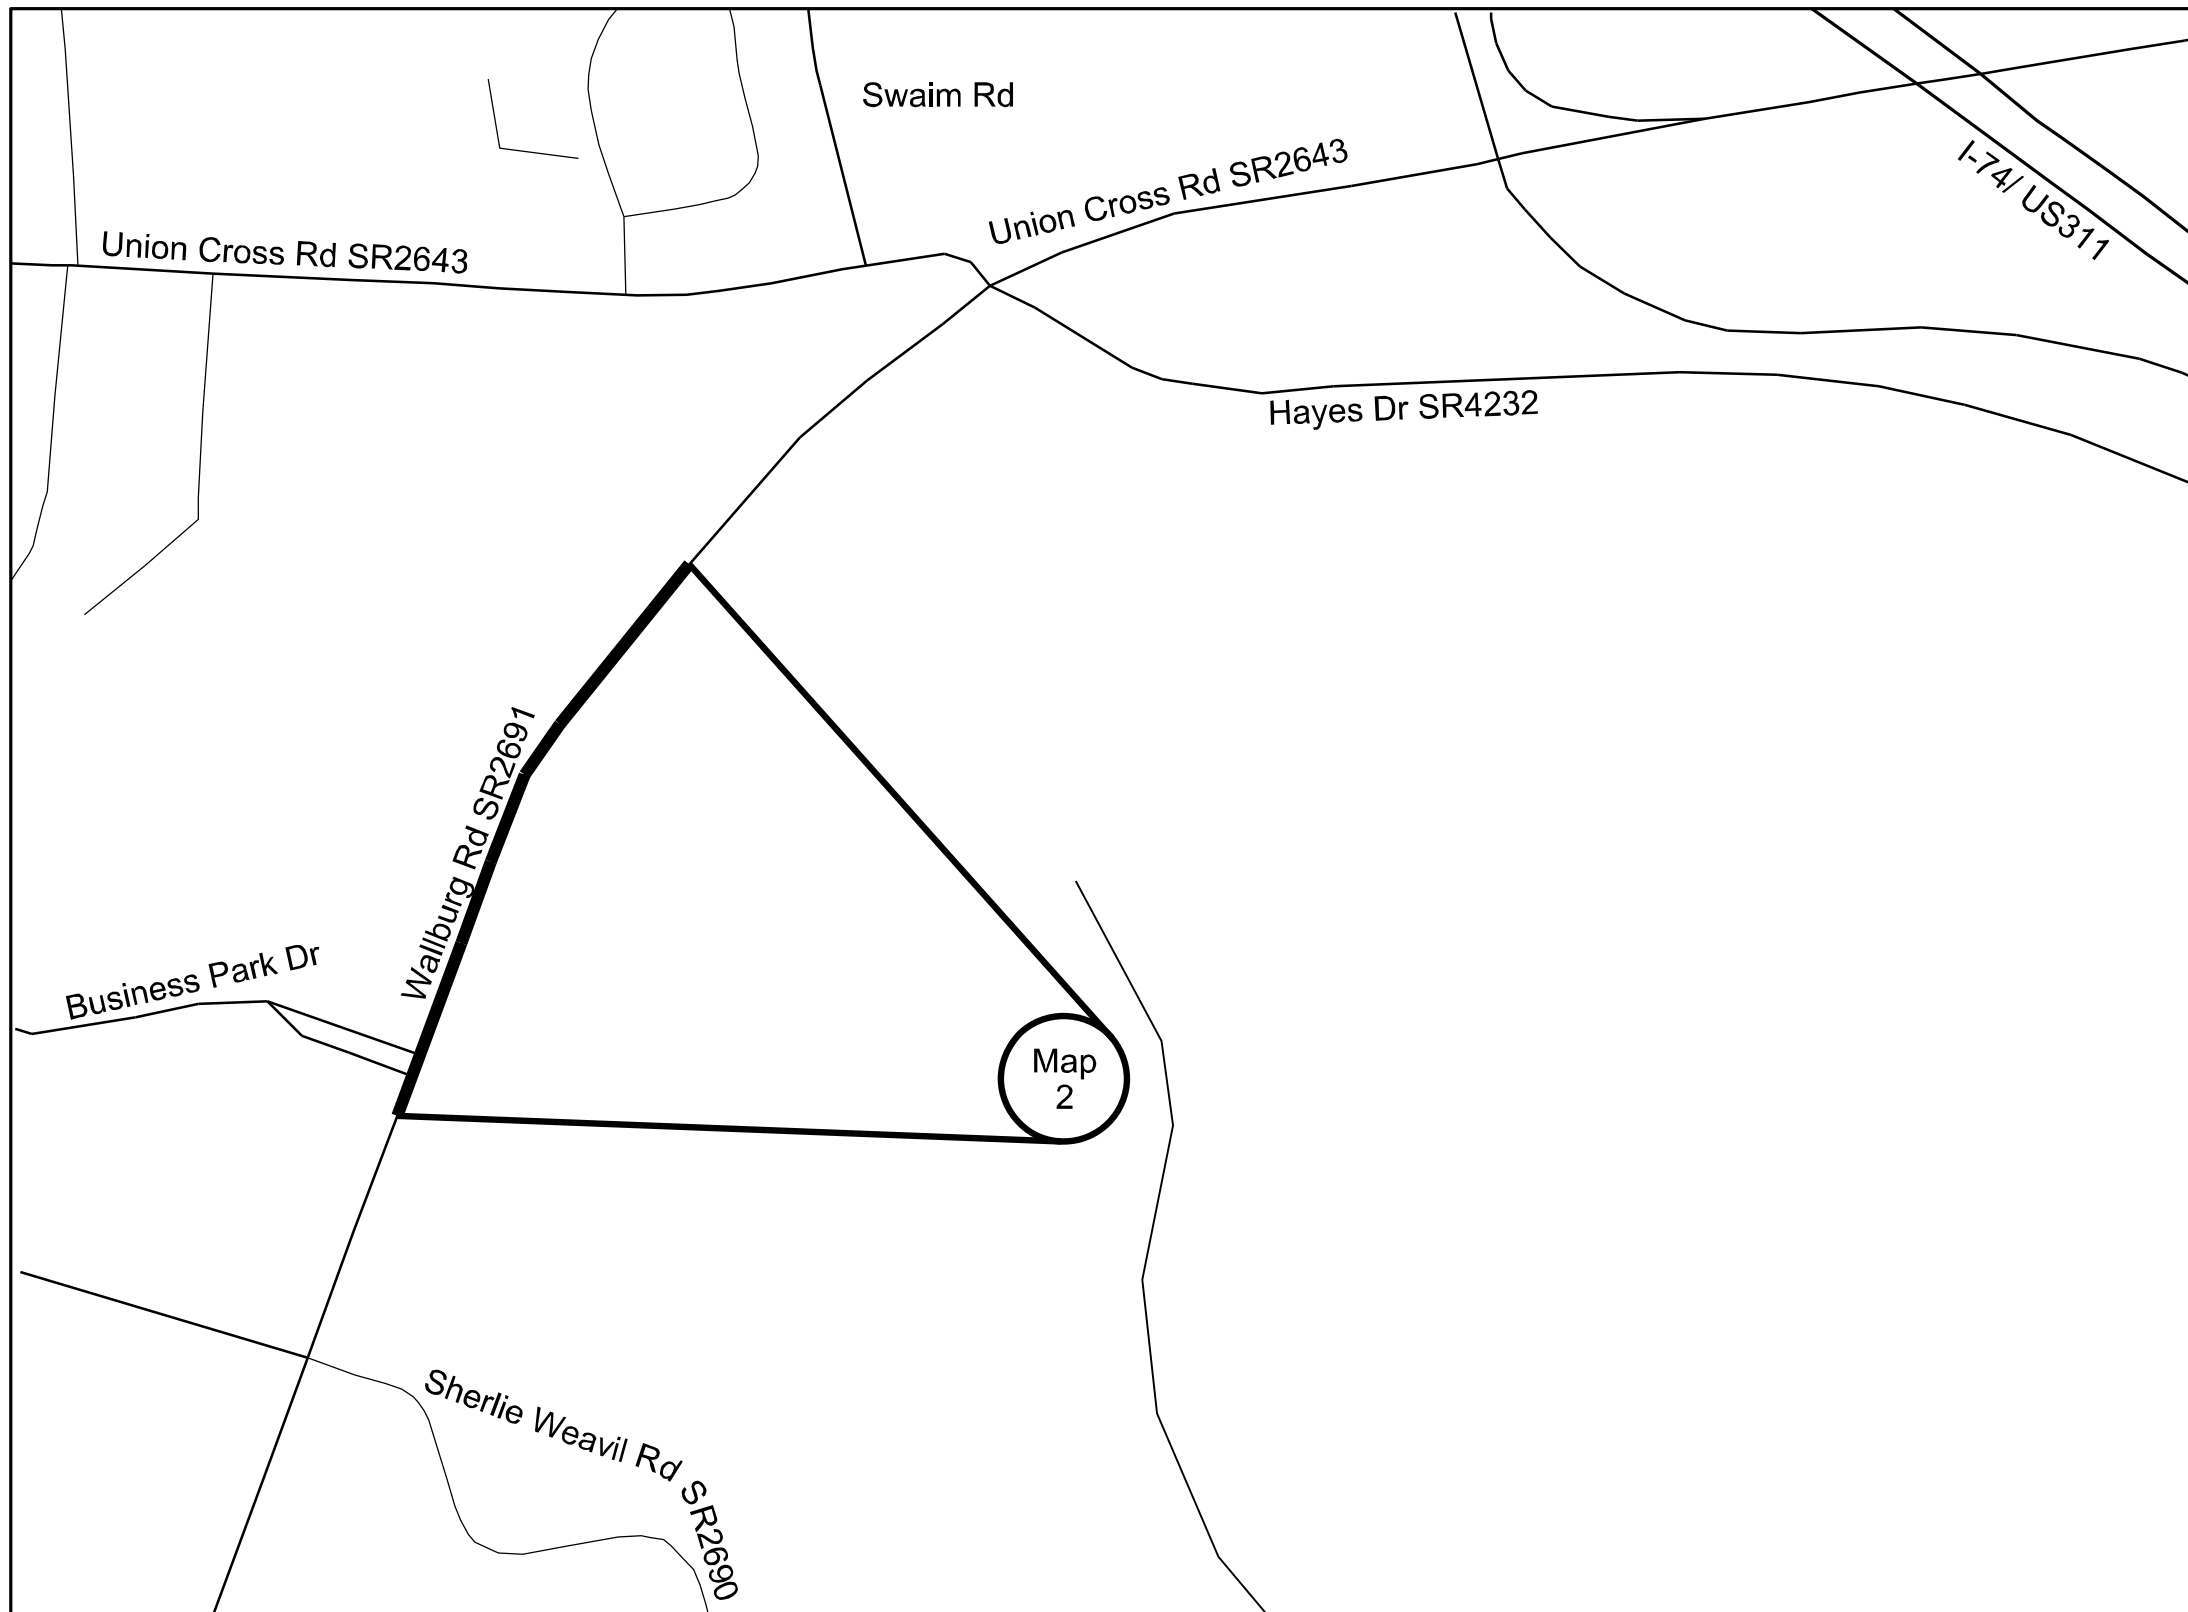 Swaim Rd
Union Cross Rd SR2643
I-74/ US311
Union Cross Rd SR2643
Hayes Dr SR4232
Wallburg Rd SR2691
Business Park Dr
Map
2
Sherlie Weavil Rd SR2690